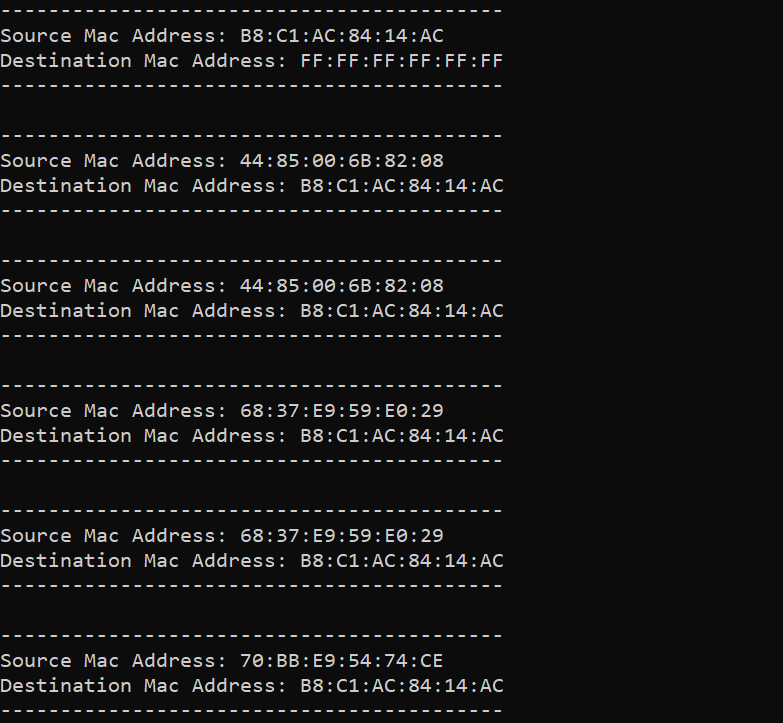 ------------------------------------------
Source Mac Address: B8:C1:AC:84:14:AC
Destination Mac Address: FF:FF:FF:FF:FF:FF
------------------------------------------
------------------------------------------
Source Mac Address: 44:85:00:6B:82:08
Destination Mac Address: B8:C1:AC:84:14:AC
------------------------------------------
------------------------------------------
Source Mac Address: 44:85:00:6B:82:08
Destination Mac Address: B8:C1:AC:84:14:AC
------------------------------------------
------------------------------------------
Source Mac Address: 68:37:E9:59:E0:29
Destination Mac Address: B8:C1:AC:84:14:AC
------------------------------------------
------------------------------------------
Source Mac Address: 68:37:E9:59:E0:29
Destination Mac Address: B8:C1:AC:84:14:AC
------------------------------------------
------------------------------------------
Source Mac Address: 70:BB:E9:54:74:CE
Destination Mac Address: B8:C1:AC:84:14:AC
------------------------------------------